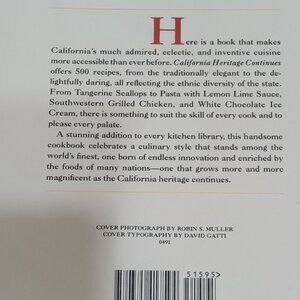 Here is a book that makes
California's much admired, eclectic, and inventive cuisine
more accessible than ever before. California Heritage Continues
offers 500 recipes, from the traditionally elegant to the de-
lightfully daring, all reflecting the ethnic diversity of the state.
From Tangerine Scallops to Pasta with Lemon Lime Sauce,
Southwestern Grilled Chicken, and White Chocolate Ice
Cream, there is something to suit the skill of every cook and to
please every palate.
A stunning addition to every kitchen library, this handsome
cookbook celebrates a culinary style that stands among the
world's finest, one born of endless innovation and enriched by
the foods of many nations—one that grows more and more
magnificent as the California heritage continues.
COVER PHOTOGRAPH BY ROBIN S. MULLER
COVER TYPOGRAPHY BY DAVID GATTI
0491
51595>